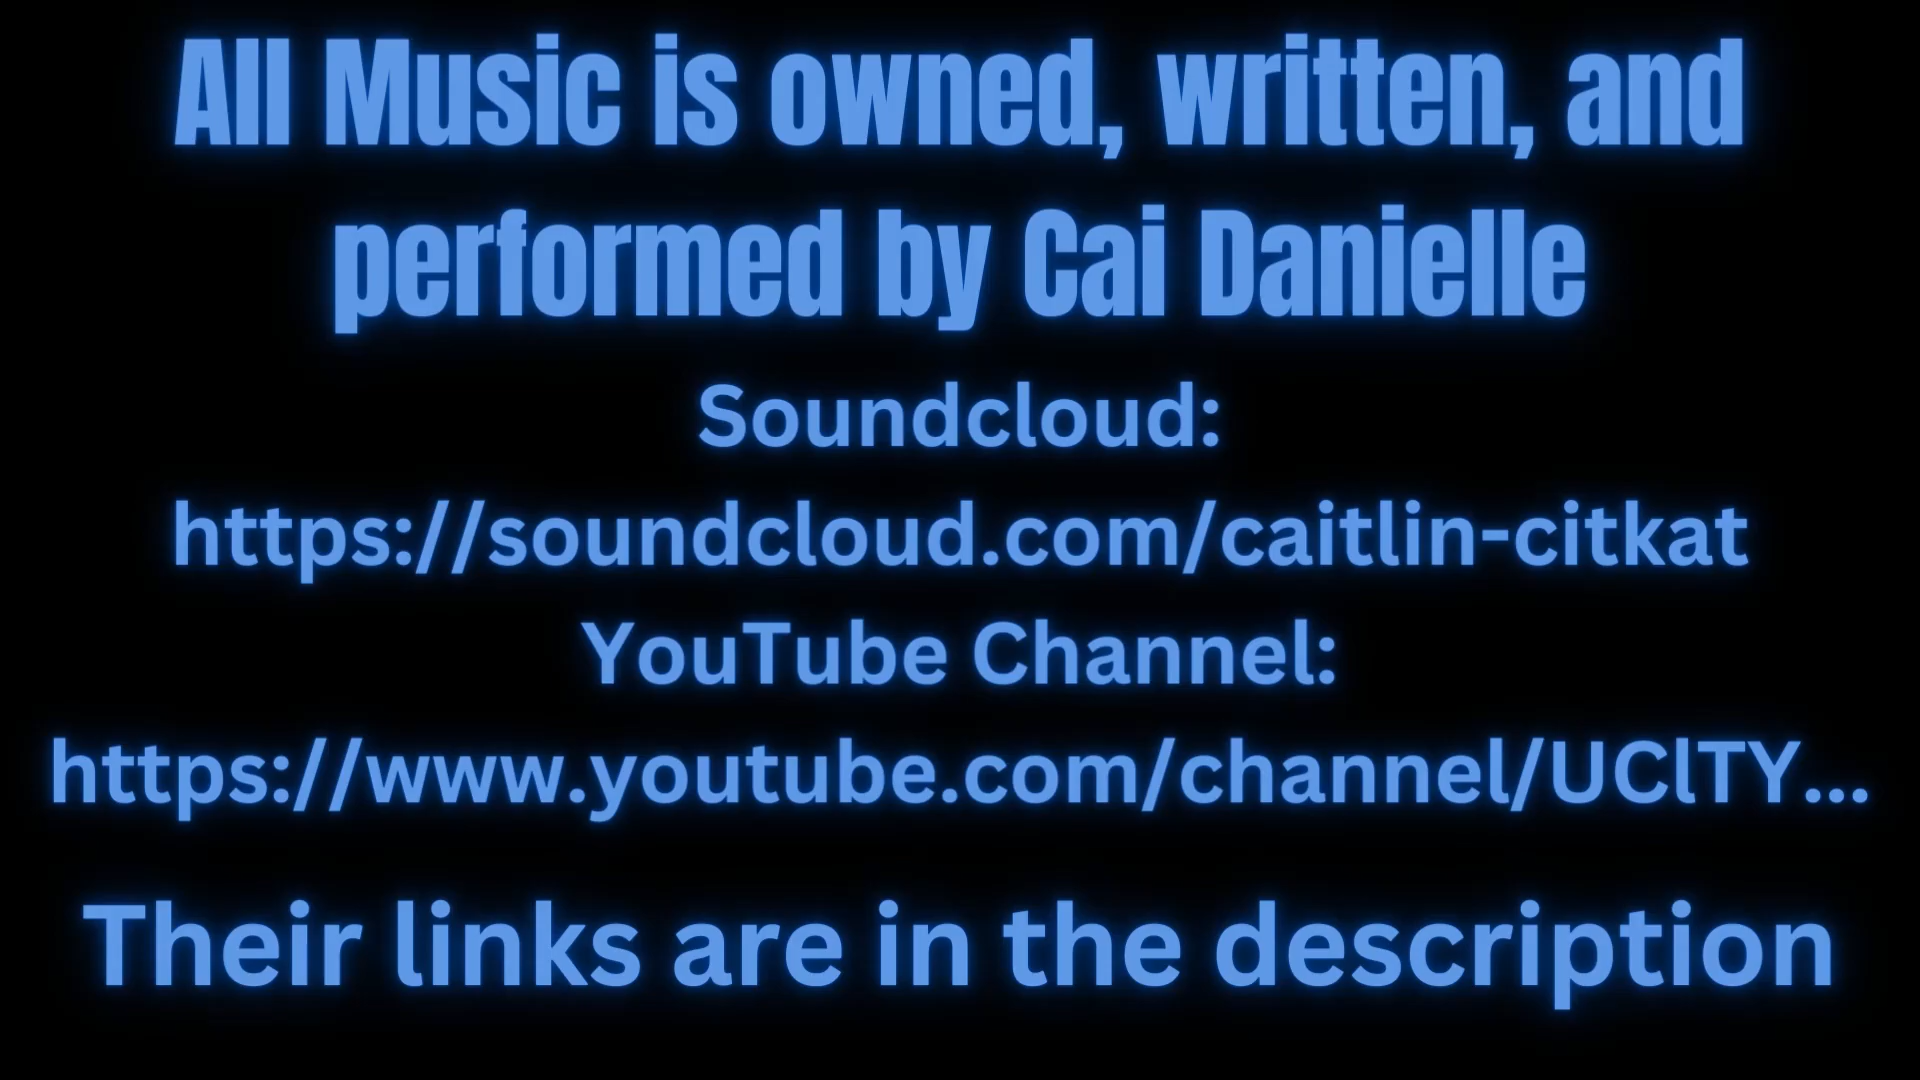 All Music is owned, written, and
performed by Cai Danielle
Soundcloud:
https://soundcloud.com/caitlin-citkat
YouTube Channel:
https://www.youtube.com/channel/UClTY...
Their links are in the description